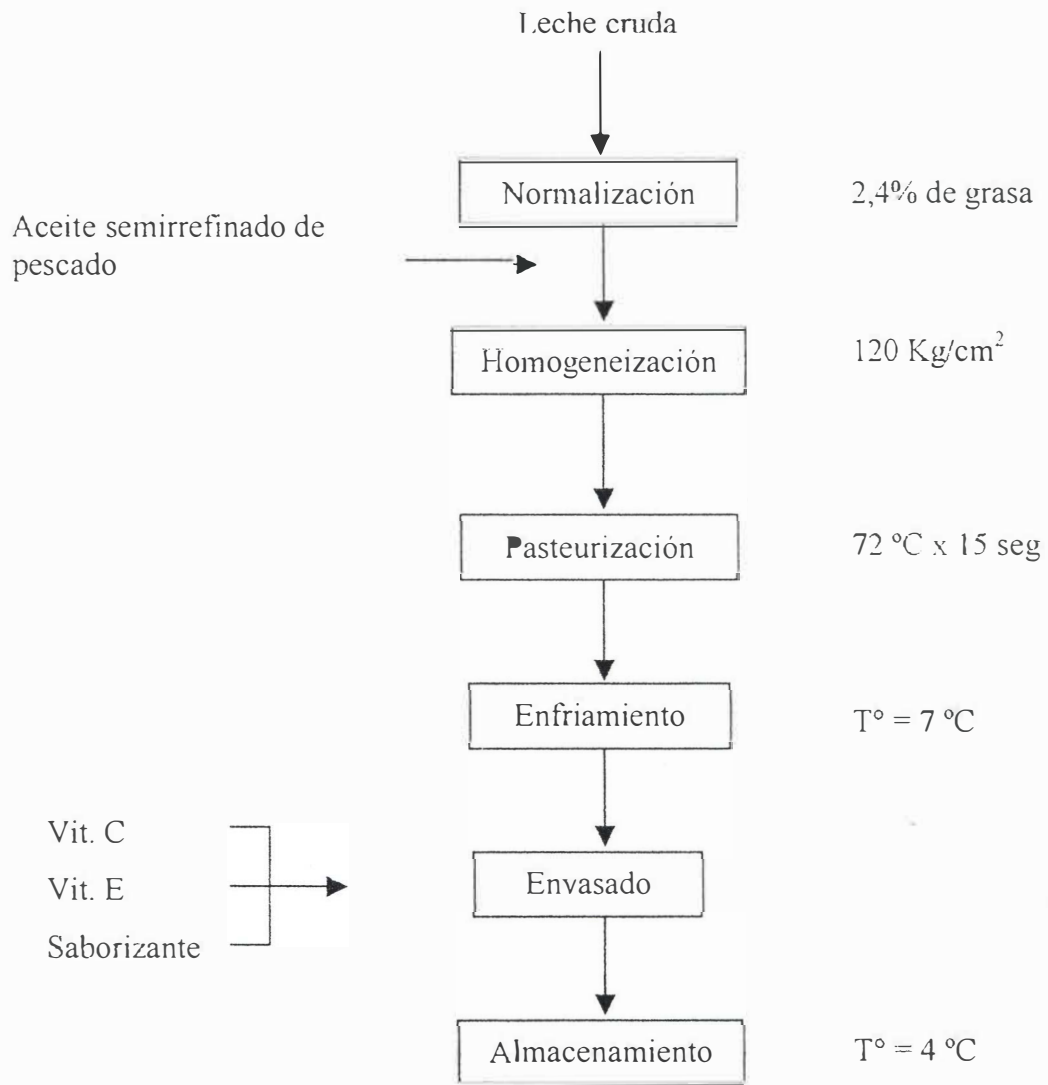 Leche cruda
Normalización
2,4% de grasa
Aceite semirrefinado de
pescado
Homogeneización
120 Kg/cm²
Pasteurización
72 ºC x 15 seg
Enfriamiento
T° = 7 ºC
Vit. C
Vit. E
Saborizante
Envasado
Almacenamiento
T° = 4 ºC